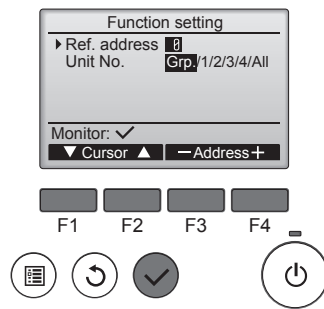 Function setting
Ref. address 0
Unit No. Grp./1/2/3/4/All
Monitor:
Cursor −Address+
F1 F2 F3 F4